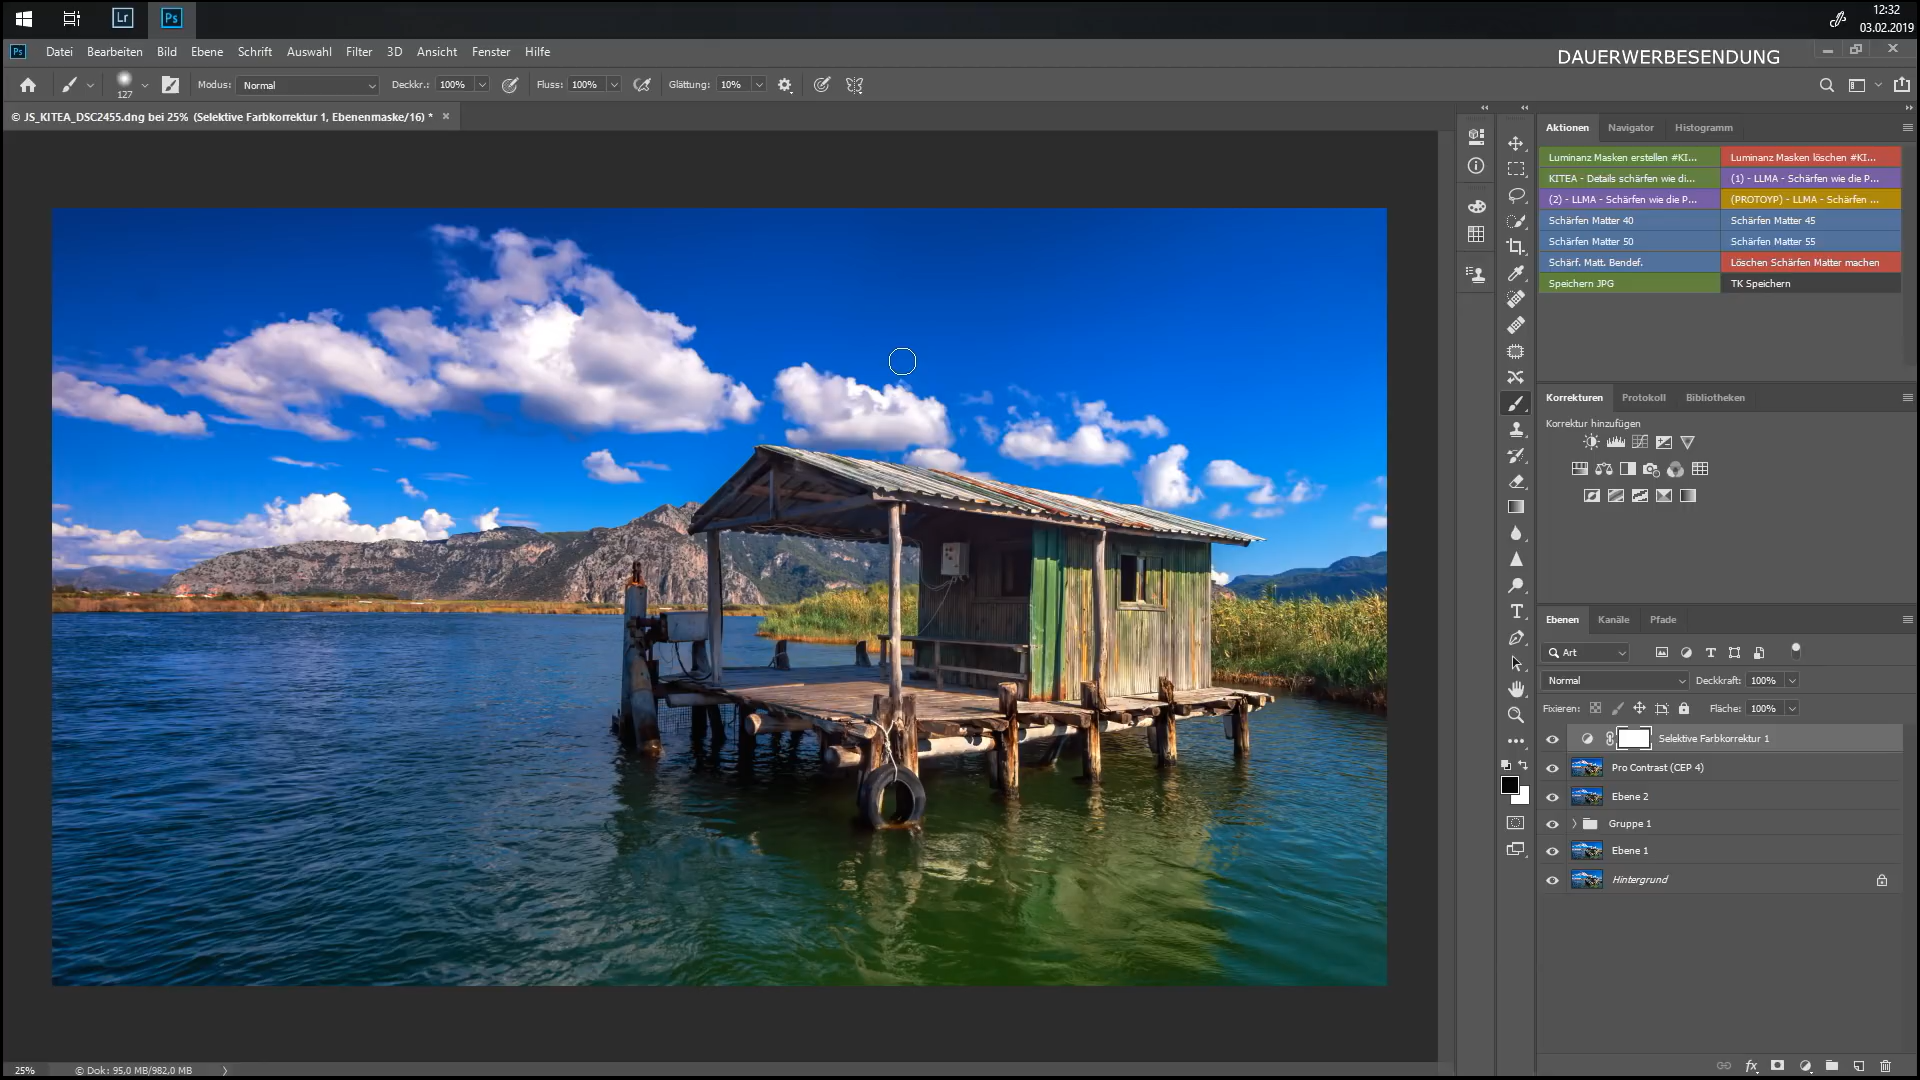 Lr
Ps
12:32
03.02.2019
Ps Datei Bearbeiten Bild Ebene Schrift Auswahl Filter 3D Ansicht Fenster Hilfe
DAUERWERBESENDUNG
127 Modus: Normal Deckkr.: 100% Fluss: 100% Glättung: 10%
© JS_KITEA_DSC2455.dng bei 25% (Selektive Farbkorrektur 1, Ebenenmaske/16) *
Aktionen Navigator Histogramm
Luminanz Masken erstellen #KI... Luminanz Masken löschen #KI...
KITEA - Details schärfen wie di... (1) - LLMA - Schärfen wie die P...
(2) - LLMA - Schärfen wie die P... (PROTOYP) - LLMA - Schärfen ...
Schärfen Matter 40 Schärfen Matter 45
Schärfen Matter 50 Schärfen Matter 55
Schärf. Matt. Bendef. Löschen Schärfen Matter machen
Speichern JPG TK Speichern
Korrekturen Protokoll Bibliotheken
Korrektur hinzufügen
Ebenen Kanäle Pfade
Art
Normal Deckkraft: 100%
Fixieren: Fläche: 100%
Selektive Farbkorrektur 1
Pro Contrast (CEP 4)
Ebene 2
Gruppe 1
Ebene 1
Hintergrund
25% © Dok: 95,0 MB/982,0 MB
fx